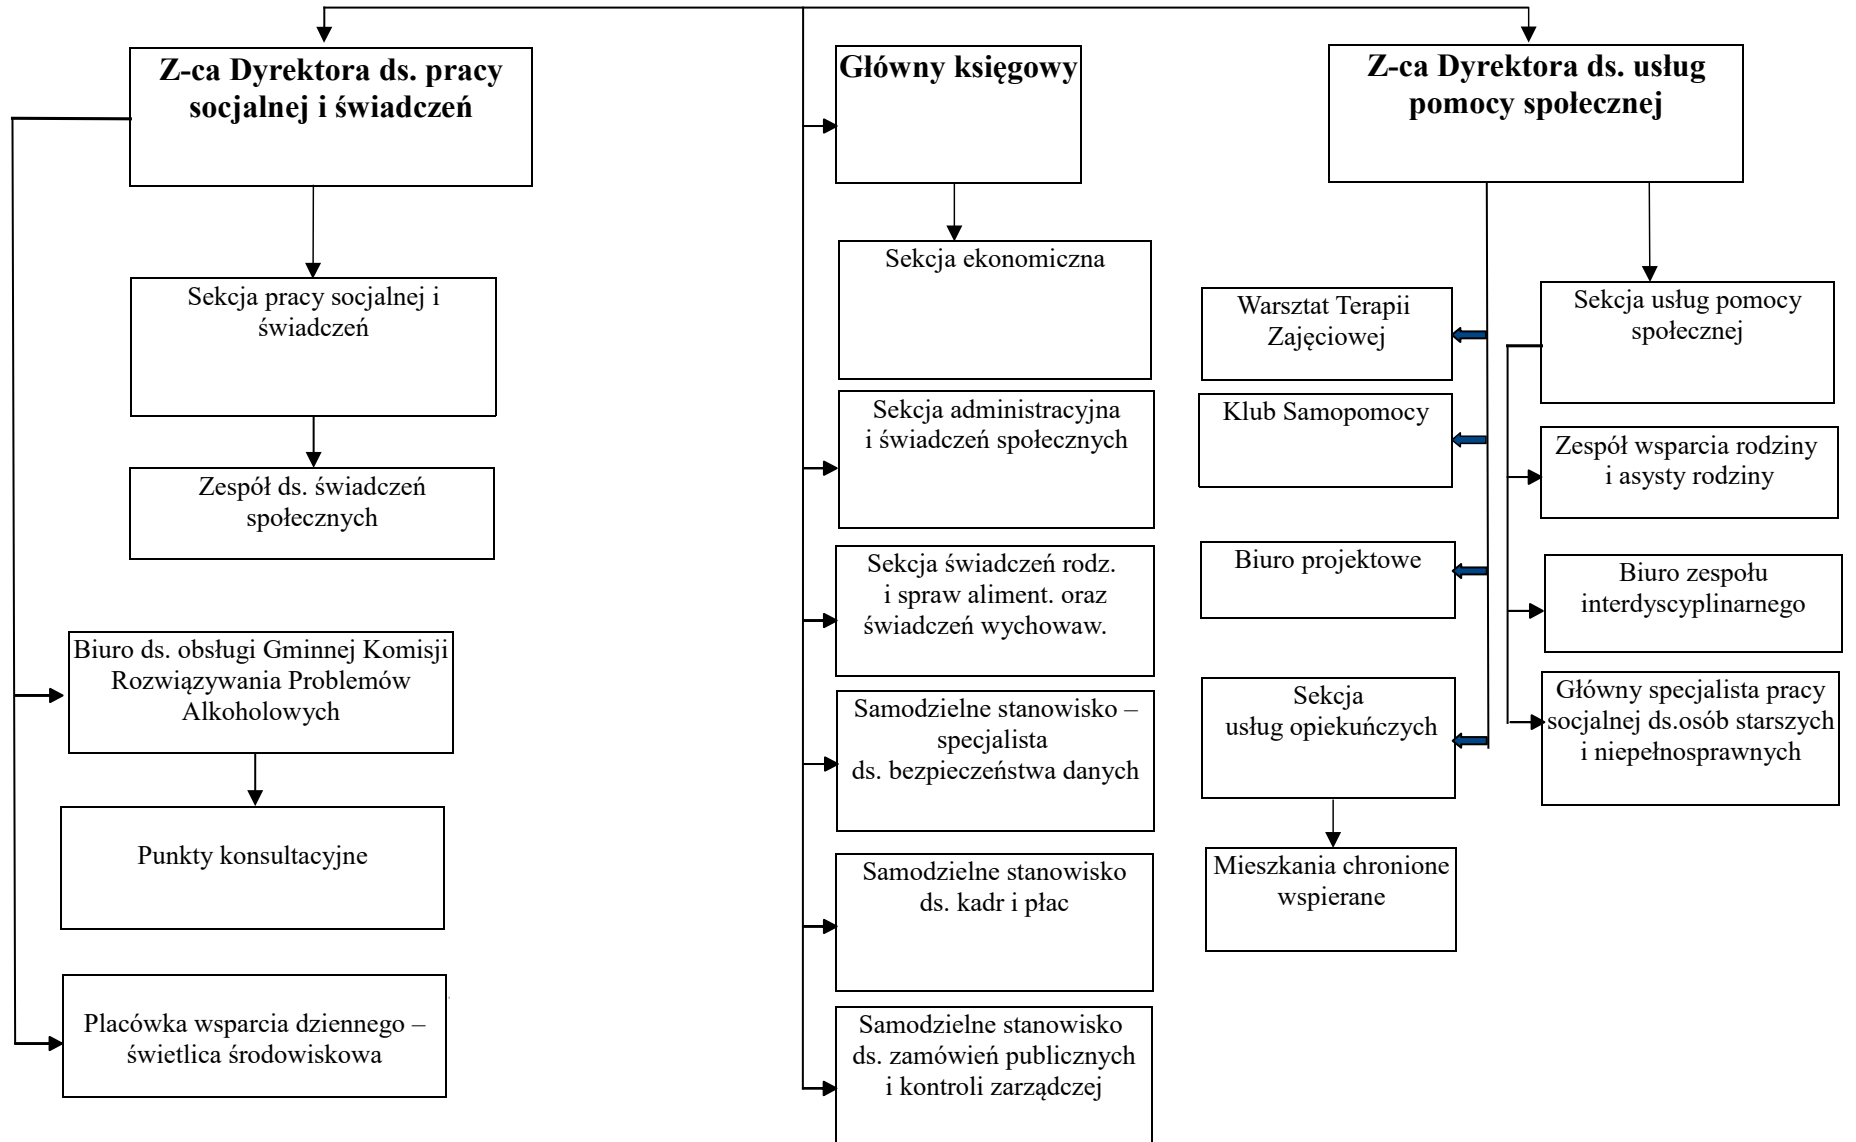 Z-ca Dyrektora ds. pracy
socjalnej i świadczeń
Sekcja pracy socjalnej i
świadczeń
Zespół ds. świadczeń
społecznych
Biuro ds. obsługi Gminnej Komisji
Rozwiązywania Problemów
Alkoholowych
Punkty konsultacyjne
Placówka wsparcia dziennego –
świetlica środowiskowa
Główny księgowy
Sekcja ekonomiczna
Sekcja administracyjna
i świadczeń społecznych
Sekcja świadczeń rodz.
i spraw aliment. oraz
świadczeń wychowaw.
Samodzielne stanowisko –
specjalista
ds. bezpieczeństwa danych
Samodzielne stanowisko
ds. kadr i płac
Samodzielne stanowisko
ds. zamówień publicznych
i kontroli zarządczej
Z-ca Dyrektora ds. usług
pomocy społecznej
Warsztat Terapii
Zajęciowej
Klub Samopomocy
Biuro projektowe
Sekcja
usług opiekuńczych
Mieszkania chronione
wspierane
Sekcja usług pomocy
społecznej
Zespół wsparcia rodziny
i asysty rodziny
Biuro zespołu
interdyscyplinarnego
Główny specjalista pracy
socjalnej ds.osób starszych
i niepełnosprawnych